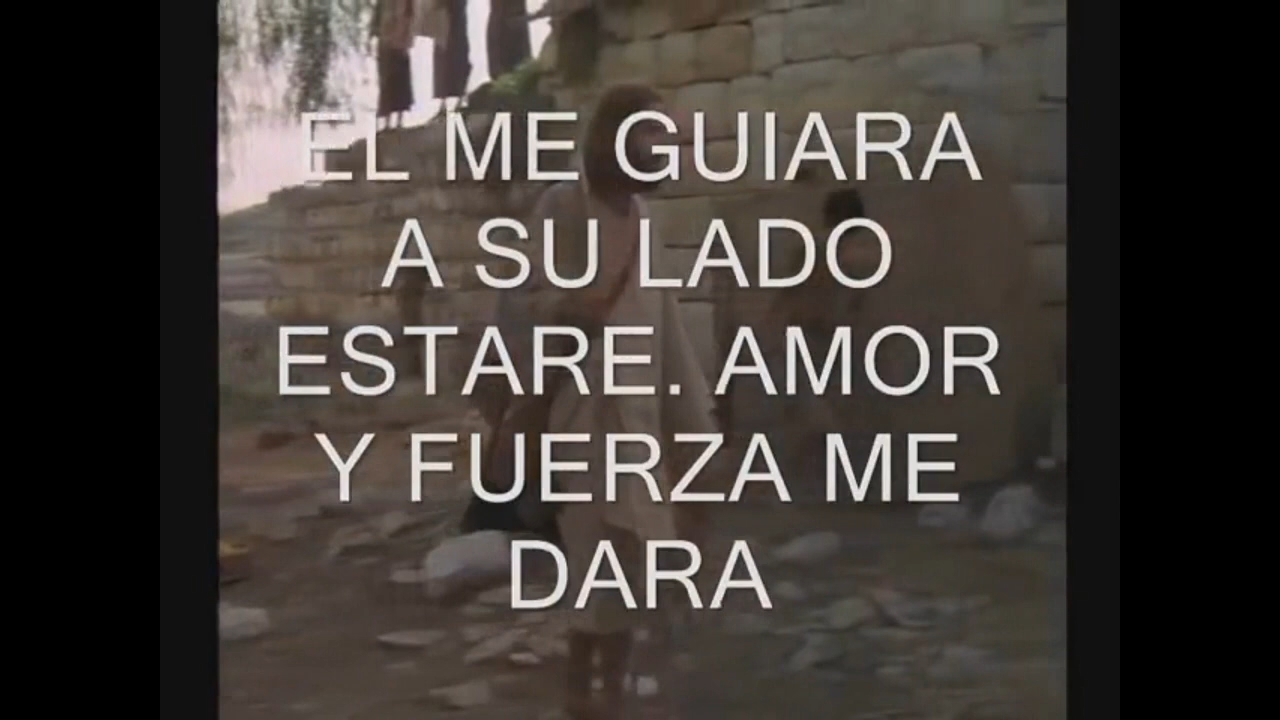 EL ME GUIARA
A SU LADO
ESTARE. AMOR
Y FUERZA ME
DARA